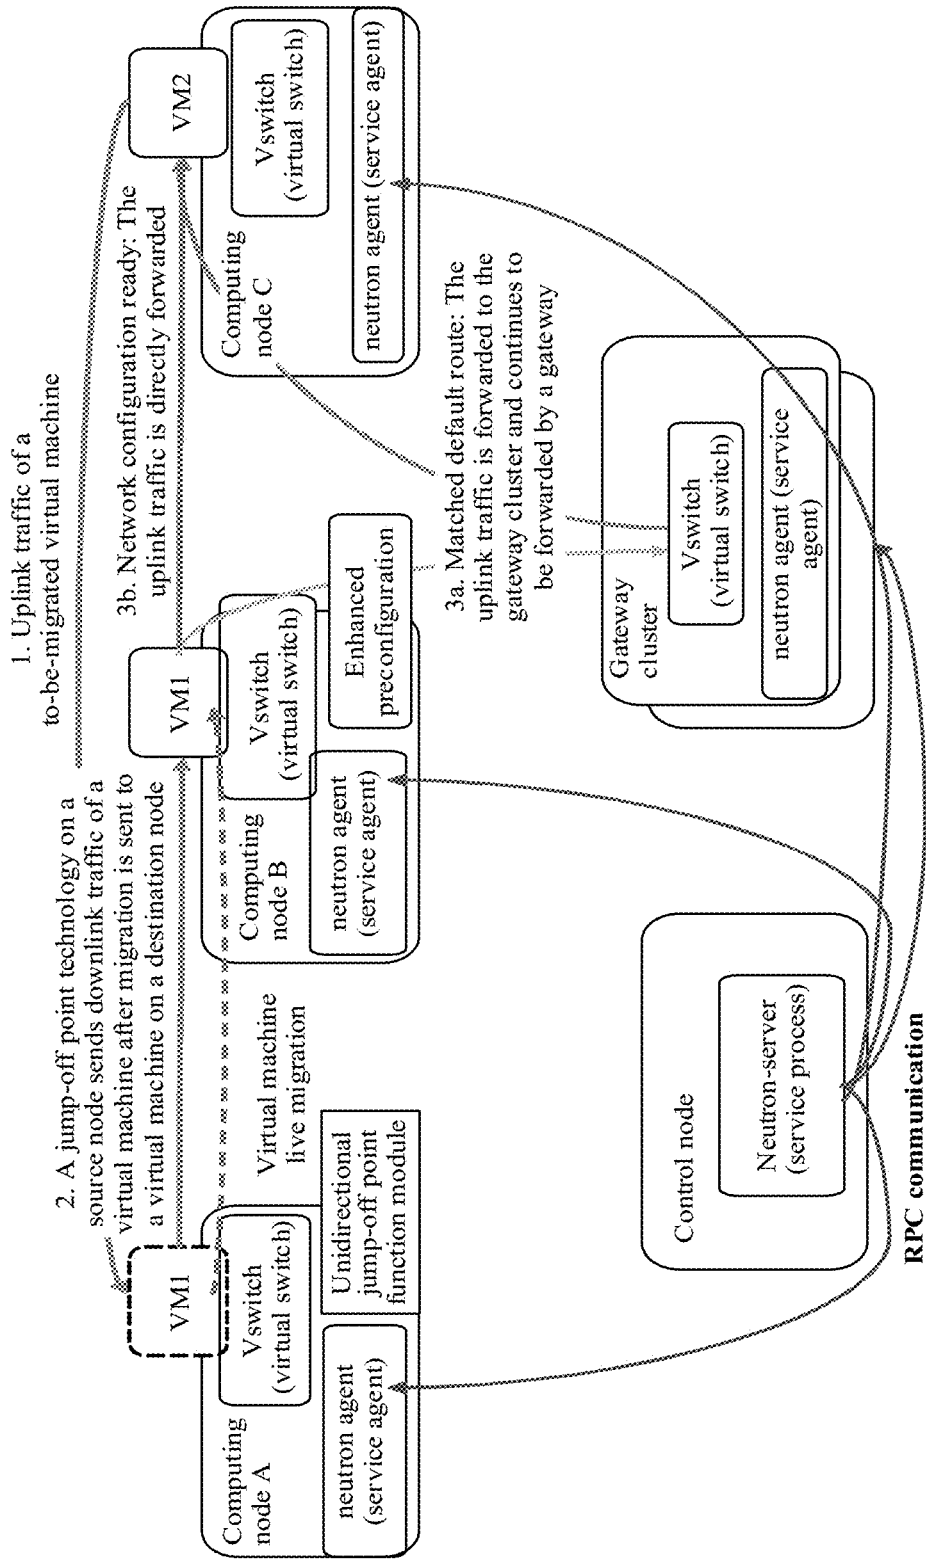 1. Uplink traffic of a
to-be-migrated virtual machine
2. A jump-off point technology on a
source node sends downlink traffic of a
virtual machine after migration is sent to
a virtual machine on a destination node
3b. Network configuration ready: The
uplink traffic is directly forwarded
VM1
VM1
VM2
Computing
node A
Vswitch
(virtual switch)
neutron agent
(service agent)
Unidirectional
jump-off point
function module
Virtual machine
live migration
Computing
node B
Vswitch
(virtual switch)
neutron agent
(service agent)
Enhanced
preconfiguration
Computing
node C
Vswitch
(virtual switch)
neutron agent (service agent)
3a. Matched default route: The
uplink traffic is forwarded to the
gateway cluster and continues to
be forwarded by a gateway
Control node
Neutron-server
(service process)
Gateway
cluster
Vswitch
(virtual switch)
neutron agent (service
agent)
RPC communication